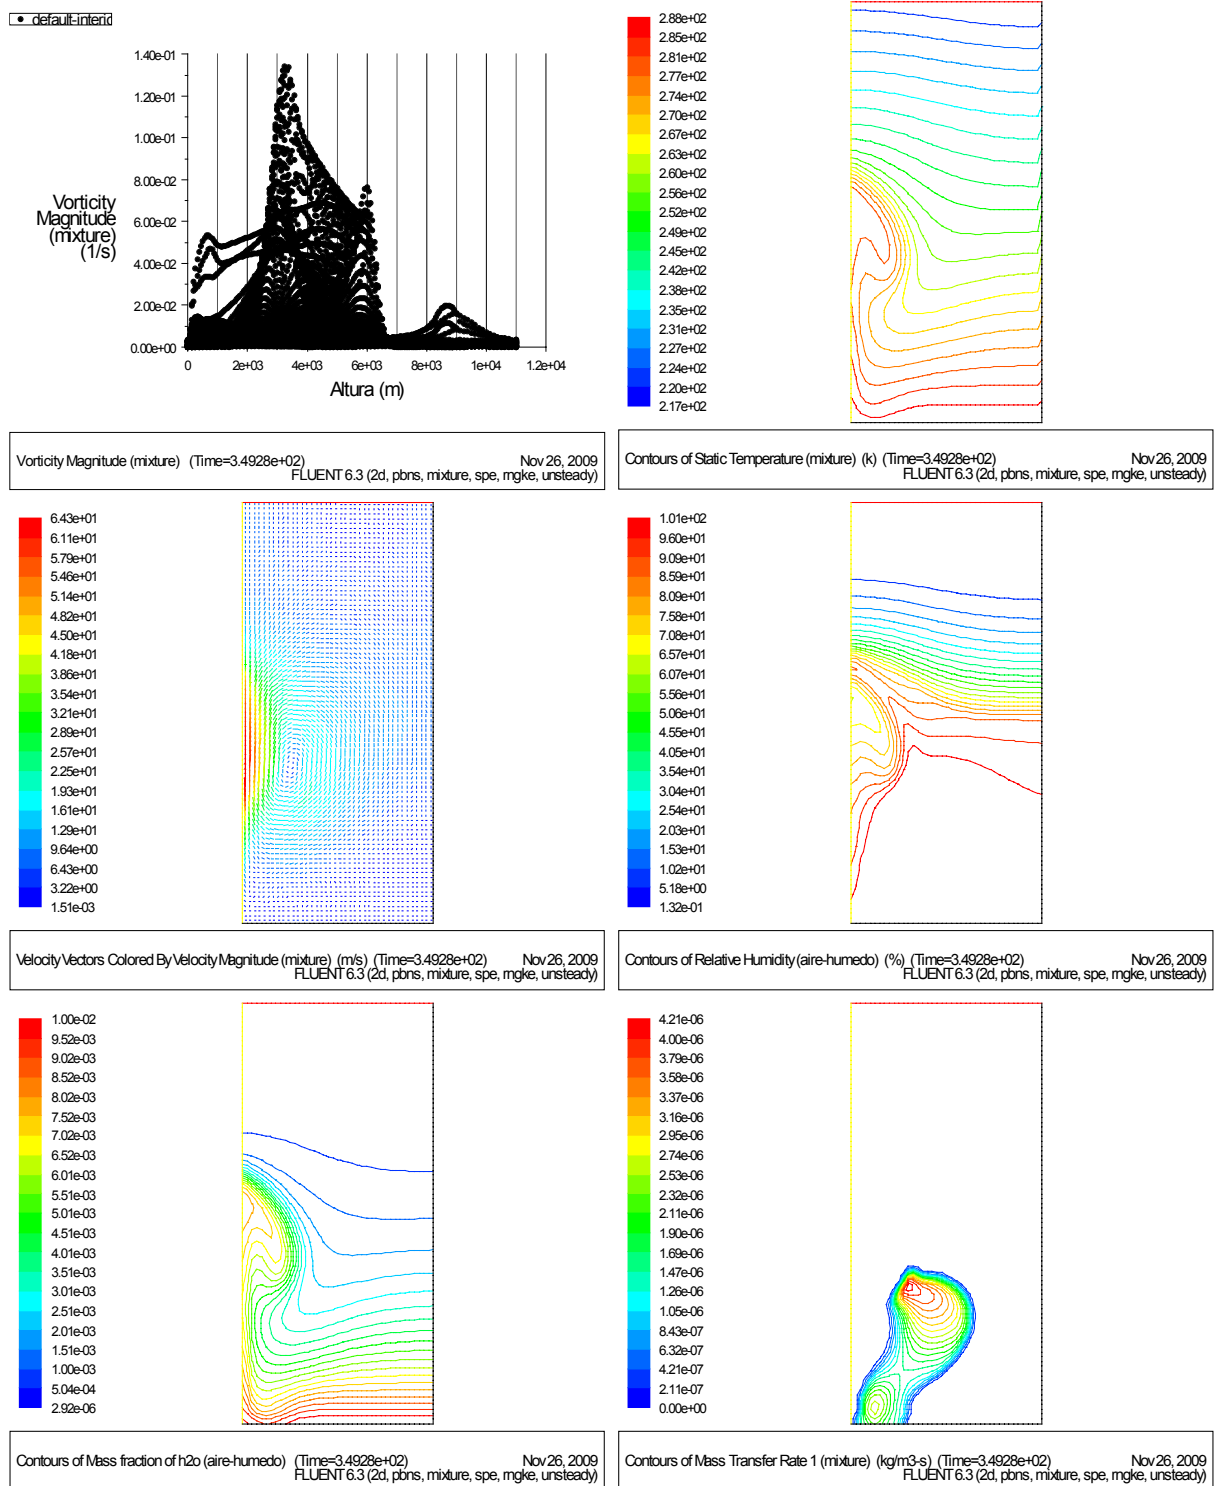 default-interior
1.40e-01
1.20e-01
1.00e-01
8.00e-02
6.00e-02
4.00e-02
2.00e-02
0.00e+00
Vorticity
Magnitude
(mixture)
(1/s)
0 2e+03 4e+03 6e+03 8e+03 1e+04 1.2e+04
Altura (m)
Vorticity Magnitude (mixture) (Time=3.4928e+02) Nov 26, 2009
FLUENT 6.3 (2d, pbns, mixture, spe, rngke, unsteady)
2.88e+02
2.85e+02
2.81e+02
2.77e+02
2.74e+02
2.70e+02
2.67e+02
2.63e+02
2.60e+02
2.56e+02
2.52e+02
2.49e+02
2.45e+02
2.42e+02
2.38e+02
2.35e+02
2.31e+02
2.27e+02
2.24e+02
2.20e+02
2.17e+02
Contours of Static Temperature (mixture) (k) (Time=3.4928e+02) Nov 26, 2009
FLUENT 6.3 (2d, pbns, mixture, spe, rngke, unsteady)
6.43e+01
6.11e+01
5.79e+01
5.46e+01
5.14e+01
4.82e+01
4.50e+01
4.18e+01
3.86e+01
3.54e+01
3.21e+01
2.89e+01
2.57e+01
2.25e+01
1.93e+01
1.61e+01
1.29e+01
9.64e+00
6.43e+00
3.22e+00
1.51e-03
Velocity Vectors Colored By Velocity Magnitude (mixture) (m/s) (Time=3.4928e+02) Nov 26, 2009
FLUENT 6.3 (2d, pbns, mixture, spe, rngke, unsteady)
1.01e+02
9.60e+01
9.09e+01
8.59e+01
8.09e+01
7.58e+01
7.08e+01
6.57e+01
6.07e+01
5.56e+01
5.06e+01
4.55e+01
4.05e+01
3.54e+01
3.04e+01
2.54e+01
2.03e+01
1.53e+01
1.02e+01
5.18e+00
1.32e-01
Contours of Relative Humidity (aire-humedo) (%) (Time=3.4928e+02) Nov 26, 2009
FLUENT 6.3 (2d, pbns, mixture, spe, rngke, unsteady)
1.00e-02
9.52e-03
9.02e-03
8.52e-03
8.02e-03
7.52e-03
7.02e-03
6.52e-03
6.01e-03
5.51e-03
5.01e-03
4.51e-03
4.01e-03
3.51e-03
3.01e-03
2.51e-03
2.01e-03
1.51e-03
1.00e-03
5.04e-04
2.92e-06
Contours of Mass fraction of h2o (aire-humedo) (Time=3.4928e+02) Nov 26, 2009
FLUENT 6.3 (2d, pbns, mixture, spe, rngke, unsteady)
4.21e-06
4.00e-06
3.79e-06
3.58e-06
3.37e-06
3.16e-06
2.95e-06
2.74e-06
2.53e-06
2.32e-06
2.11e-06
1.90e-06
1.69e-06
1.47e-06
1.26e-06
1.05e-06
8.43e-07
6.32e-07
4.21e-07
2.11e-07
0.00e+00
Contours of Mass Transfer Rate 1 (mixture) (kg/m3-s) (Time=3.4928e+02) Nov 26, 2009
FLUENT 6.3 (2d, pbns, mixture, spe, rngke, unsteady)